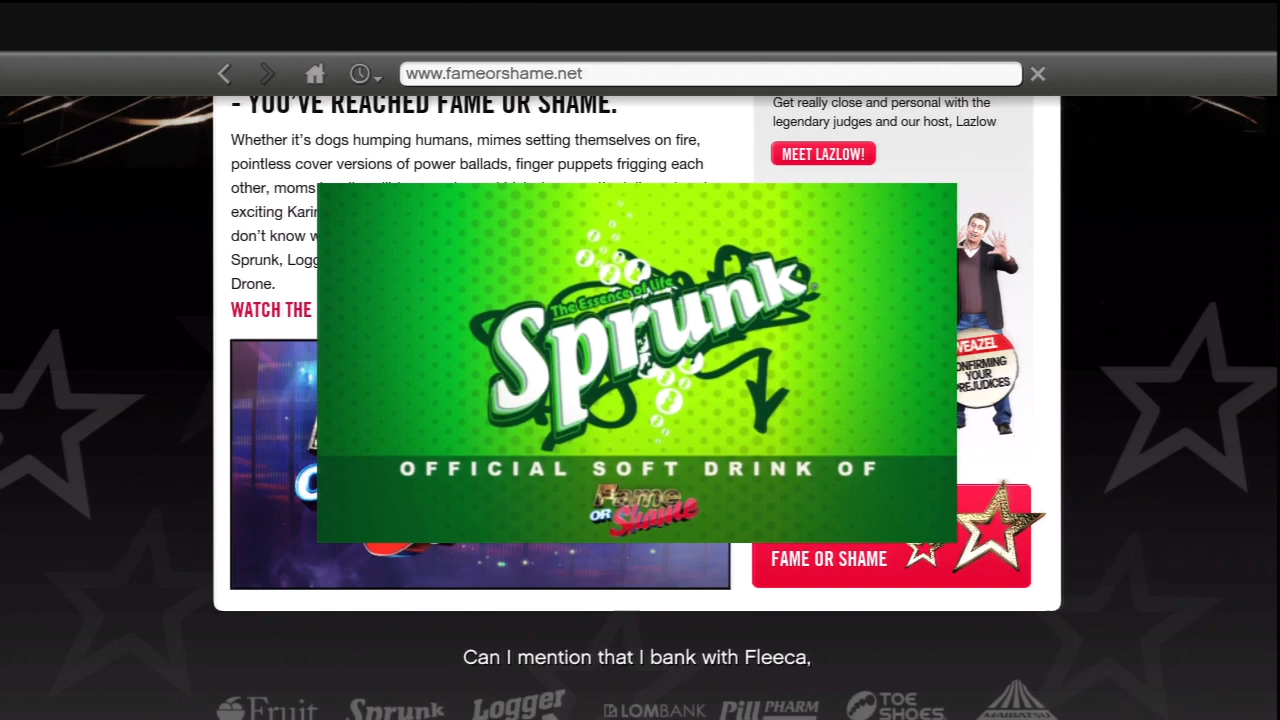 www.fameorshame.net
- YOU'VE REACHED FAME OR SHAME.
Whether it's dogs humping humans, mimes setting themselves on fire,
pointless cover versions of power ballads, finger puppets frigging each
other, moms
exciting Karin
don't know w
Sprunk, Logg
Drone.
WATCH THE
Get really close and personal with the
legendary judges and our host, Lazlow
MEET LAZLOW!
WEAZEL
CONFIRMING
YOUR
PREJUDICES
The Essence of Life
Sprunk
OFFICIAL SOFT DRINK OF
Fame
OR Shame
FAME OR SHAME
Can I mention that I bank with Fleeca,
Fruit Sprunk Logger LOMBANK Pill PHARM TOE SHOES MAIBATSU